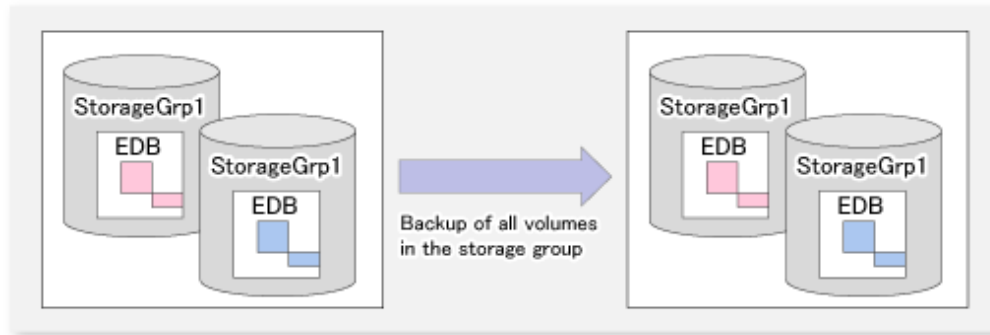 StorageGrp1
EDB
StorageGrp1
EDB
Backup of all volumes
in the storage group
StorageGrp1
EDB
StorageGrp1
EDB